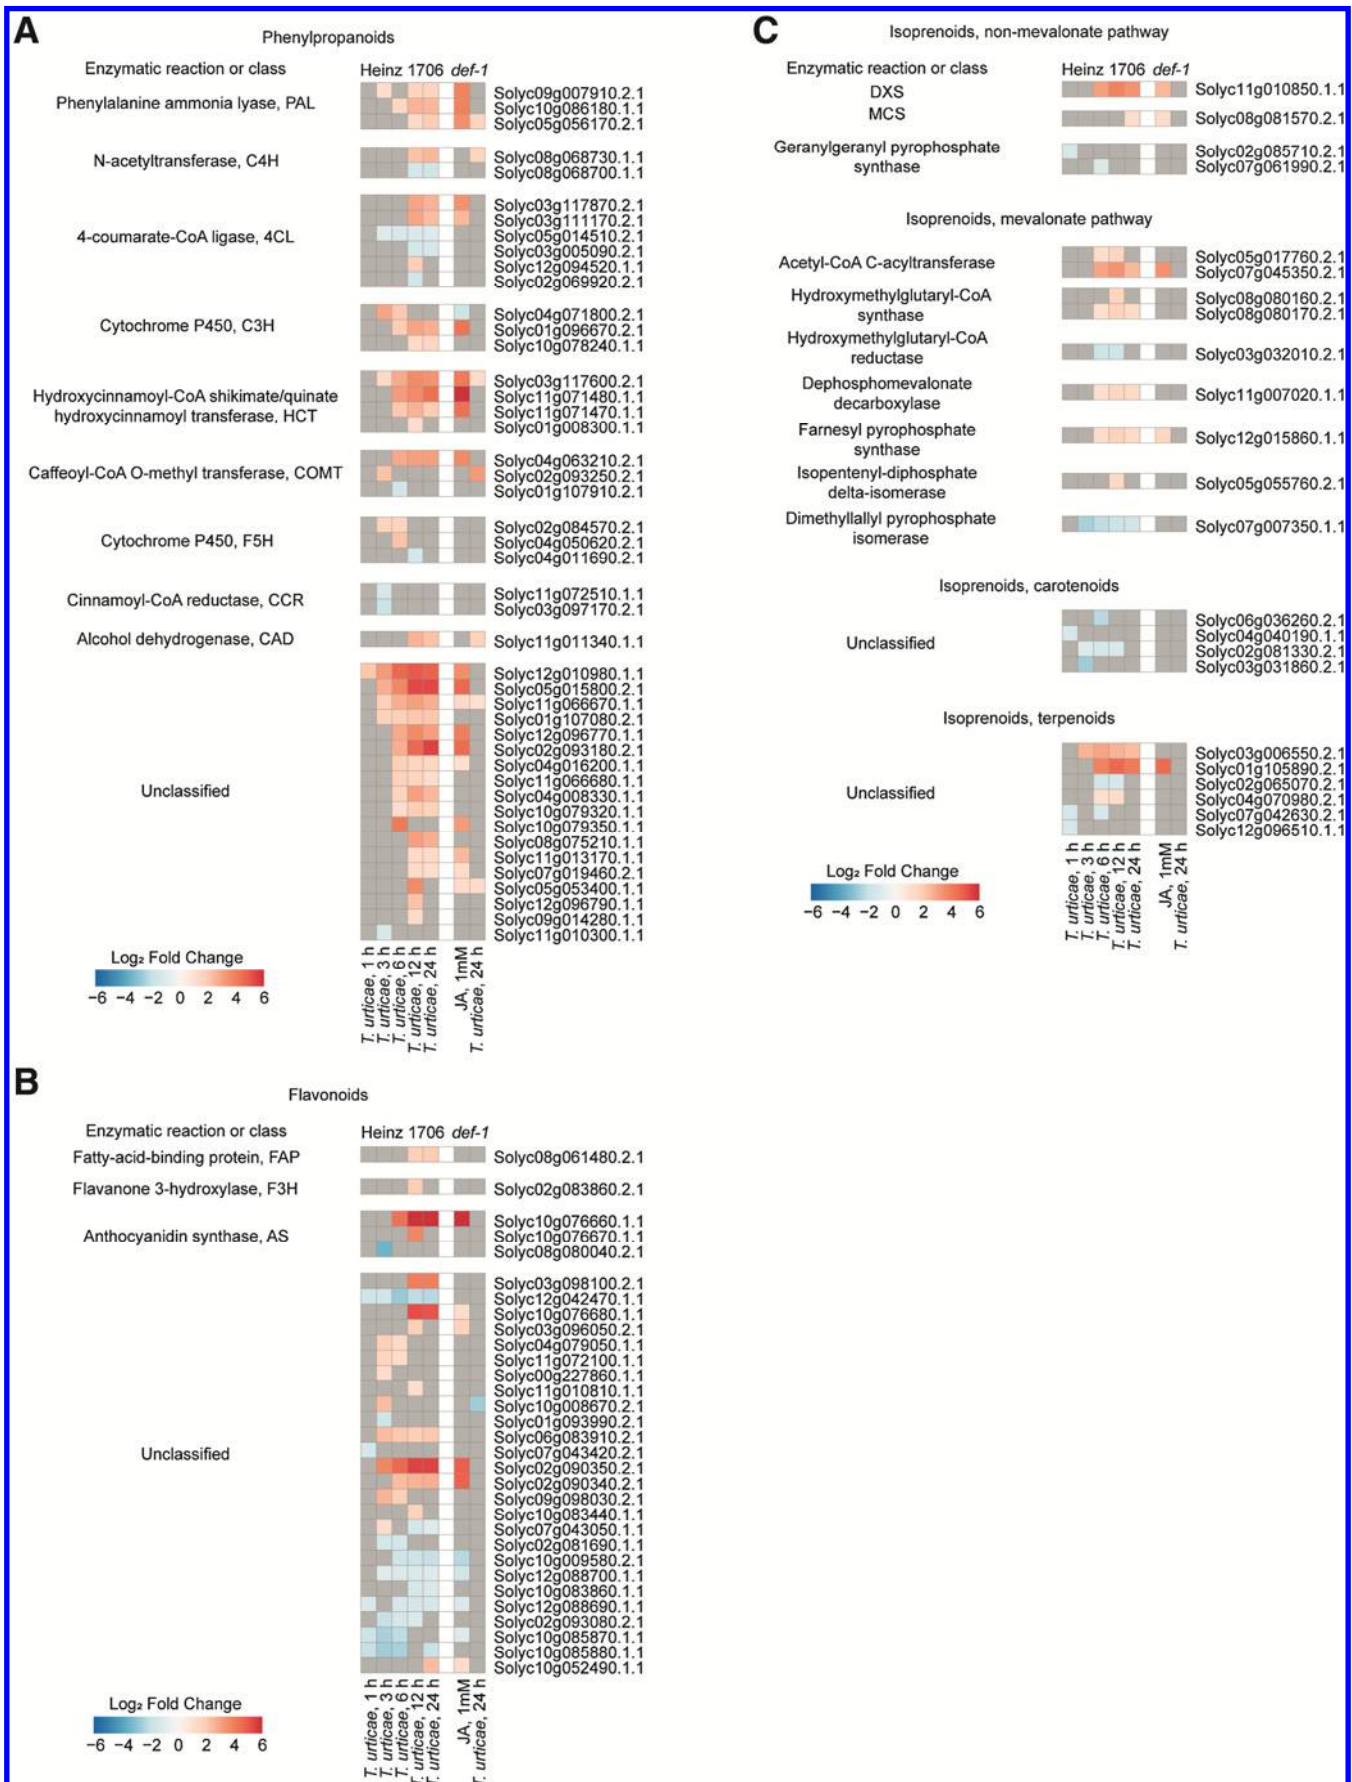 A
Phenylpropanoids
Enzymatic reaction or class
Heinz 1706 def-1
Phenylalanine ammonia lyase, PAL
Solyc09g007910.2.1
Solyc10g086180.1.1
Solyc05g056170.2.1
N-acetyltransferase, C4H
Solyc08g068730.1.1
Solyc08g068700.1.1
4-coumarate-CoA ligase, 4CL
Solyc03g117870.2.1
Solyc03g111170.2.1
Solyc05g014510.2.1
Solyc03g005090.2.1
Solyc12g094520.1.1
Solyc02g069920.2.1
Cytochrome P450, C3H
Solyc04g071800.2.1
Solyc01g096670.2.1
Solyc10g078240.1.1
Hydroxycinnamoyl-CoA shikimate/quinate
hydroxycinnamoyl transferase, HCT
Solyc03g117600.2.1
Solyc11g071480.1.1
Solyc11g071470.1.1
Solyc01g008300.1.1
Caffeoyl-CoA O-methyl transferase, COMT
Solyc04g063210.2.1
Solyc02g093250.2.1
Solyc01g107910.2.1
Cytochrome P450, F5H
Solyc02g084570.2.1
Solyc04g050620.2.1
Solyc04g011690.2.1
Cinnamoyl-CoA reductase, CCR
Solyc11g072510.1.1
Solyc03g097170.2.1
Alcohol dehydrogenase, CAD
Solyc11g011340.1.1
Unclassified
Solyc12g010980.1.1
Solyc05g015800.2.1
Solyc11g066670.1.1
Solyc01g107080.2.1
Solyc12g096770.1.1
Solyc02g093180.2.1
Solyc04g016200.1.1
Solyc11g066680.1.1
Solyc04g008330.1.1
Solyc10g079320.1.1
Solyc10g079350.1.1
Solyc08g075210.1.1
Solyc11g013170.1.1
Solyc07g019460.2.1
Solyc05g053400.1.1
Solyc12g096790.1.1
Solyc09g014280.1.1
Solyc11g010300.1.1
Log₂ Fold Change
−6 −4 −2 0 2 4 6
T. urticae, 1 h
T. urticae, 3 h
T. urticae, 6 h
T. urticae, 12 h
T. urticae, 24 h
JA, 1mM
T. urticae, 24 h
B
Flavonoids
Enzymatic reaction or class
Heinz 1706 def-1
Fatty-acid-binding protein, FAP
Solyc08g061480.2.1
Flavanone 3-hydroxylase, F3H
Solyc02g083860.2.1
Anthocyanidin synthase, AS
Solyc10g076660.1.1
Solyc10g076670.1.1
Solyc08g080040.2.1
Unclassified
Solyc03g098100.2.1
Solyc12g042470.1.1
Solyc10g076680.1.1
Solyc03g096050.2.1
Solyc04g079050.1.1
Solyc11g072100.1.1
Solyc00g227860.1.1
Solyc11g010810.1.1
Solyc10g008670.2.1
Solyc01g093990.2.1
Solyc06g083910.2.1
Solyc07g043420.2.1
Solyc02g090350.2.1
Solyc02g090340.2.1
Solyc09g098030.2.1
Solyc10g083440.1.1
Solyc07g043050.1.1
Solyc02g081690.1.1
Solyc10g009580.2.1
Solyc12g088700.1.1
Solyc10g083860.1.1
Solyc12g088690.1.1
Solyc02g093080.2.1
Solyc10g085870.1.1
Solyc10g085880.1.1
Solyc10g052490.1.1
Log₂ Fold Change
−6 −4 −2 0 2 4 6
T. urticae, 1 h
T. urticae, 3 h
T. urticae, 6 h
T. urticae, 12 h
T. urticae, 24 h
JA, 1mM
T. urticae, 24 h
C
Isoprenoids, non-mevalonate pathway
Enzymatic reaction or class
Heinz 1706 def-1
DXS
Solyc11g010850.1.1
MCS
Solyc08g081570.2.1
Geranylgeranyl pyrophosphate
synthase
Solyc02g085710.2.1
Solyc07g061990.2.1
Isoprenoids, mevalonate pathway
Acetyl-CoA C-acyltransferase
Solyc05g017760.2.1
Solyc07g045350.2.1
Hydroxymethylglutaryl-CoA
synthase
Solyc08g080160.2.1
Solyc08g080170.2.1
Hydroxymethylglutaryl-CoA
reductase
Solyc03g032010.2.1
Dephosphomevalonate
decarboxylase
Solyc11g007020.1.1
Farnesyl pyrophosphate
synthase
Solyc12g015860.1.1
Isopentenyl-diphosphate
delta-isomerase
Solyc05g055760.2.1
Dimethyllallyl pyrophosphate
isomerase
Solyc07g007350.1.1
Isoprenoids, carotenoids
Unclassified
Solyc06g036260.2.1
Solyc04g040190.1.1
Solyc02g081330.2.1
Solyc03g031860.2.1
Isoprenoids, terpenoids
Unclassified
Solyc03g006550.2.1
Solyc01g105890.2.1
Solyc02g065070.2.1
Solyc04g070980.2.1
Solyc07g042630.2.1
Solyc12g096510.1.1
Log₂ Fold Change
−6 −4 −2 0 2 4 6
T. urticae, 1 h
T. urticae, 3 h
T. urticae, 6 h
T. urticae, 12 h
T. urticae, 24 h
JA, 1mM
T. urticae, 24 h